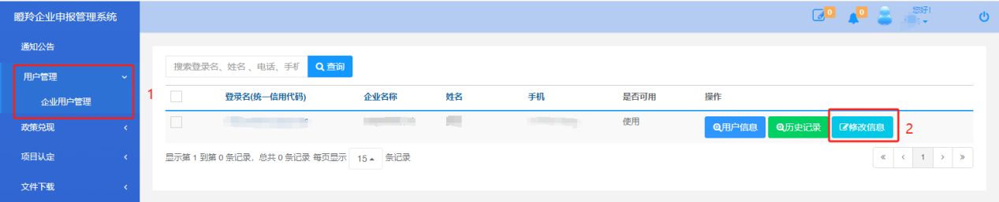 瞪羚企业申报管理系统
0
0
您好!
通知公告
用户管理
企业用户管理
政策兑现
项目认定
文件下载
1
搜索登录名、姓名 、电话、手机
查询
登录名(统一信用代码) 企业名称 姓名 手机 是否可用 操作
使用 用户信息 历史记录 修改信息
2
显示第 1 到第 0 条记录，总共 0 条记录 每页显示 15 条记录
« < 1 > »